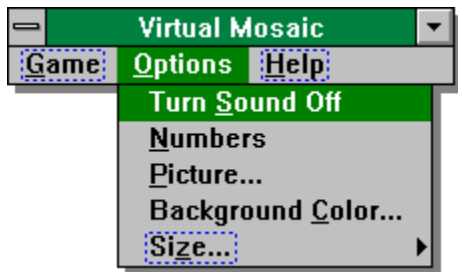 Virtual Mosaic
Game Options Help
Turn Sound Off
Numbers
Picture...
Background Color...
Size...